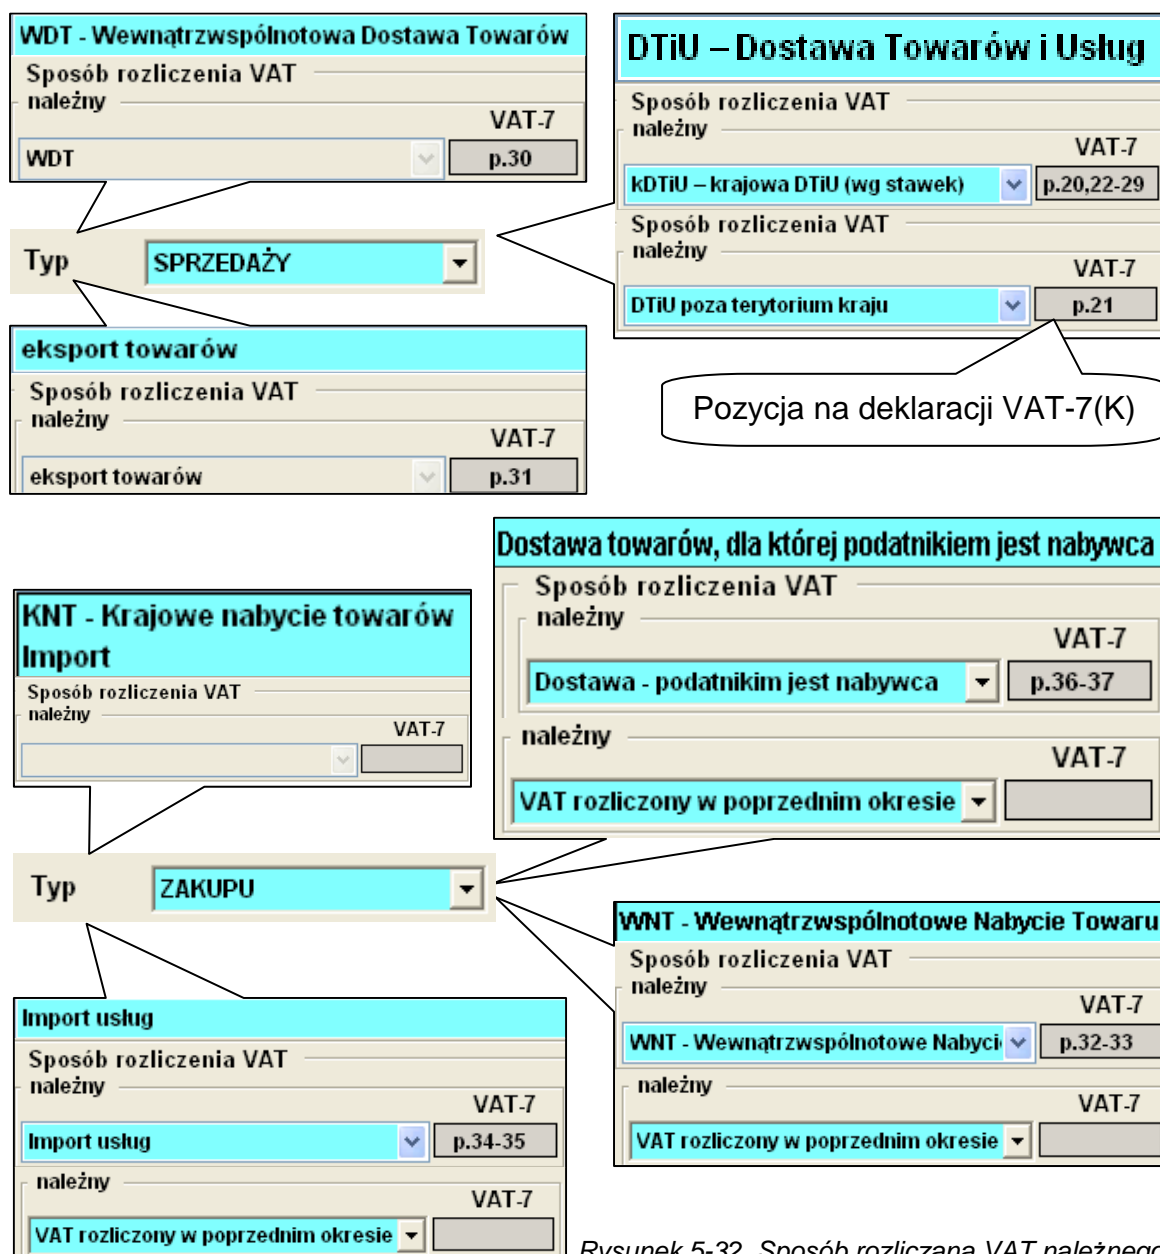 WDT - Wewnątrzwspólnotowa Dostawa Towarów
Sposób rozliczenia VAT
należny
VAT-7
WDT
p.30
DTiU – Dostawa Towarów i Usług
Sposób rozliczenia VAT
należny
VAT-7
kDTiU – krajowa DTiU (wg stawek)
p.20,22-29
Sposób rozliczenia VAT
należny
VAT-7
DTiU poza terytorium kraju
p.21
Typ
SPRZEDAŻY
eksport towarów
Sposób rozliczenia VAT
należny
VAT-7
eksport towarów
p.31
Pozycja na deklaracji VAT-7(K)
Dostawa towarów, dla której podatnikiem jest nabywca
Sposób rozliczenia VAT
należny
VAT-7
Dostawa - podatnikim jest nabywca
p.36-37
należny
VAT-7
VAT rozliczony w poprzednim okresie
KNT - Krajowe nabycie towarów
Import
Sposób rozliczenia VAT
należny
VAT-7
Typ
ZAKUPU
WNT - Wewnątrzwspólnotowe Nabycie Towaru
Sposób rozliczenia VAT
należny
VAT-7
WNT - Wewnątrzwspólnotowe Nabyci
p.32-33
należny
VAT-7
VAT rozliczony w poprzednim okresie
Import usług
Sposób rozliczenia VAT
należny
VAT-7
Import usług
p.34-35
należny
VAT-7
VAT rozliczony w poprzednim okresie
Rysunek 5-32 Sposób rozliczana VAT należnego